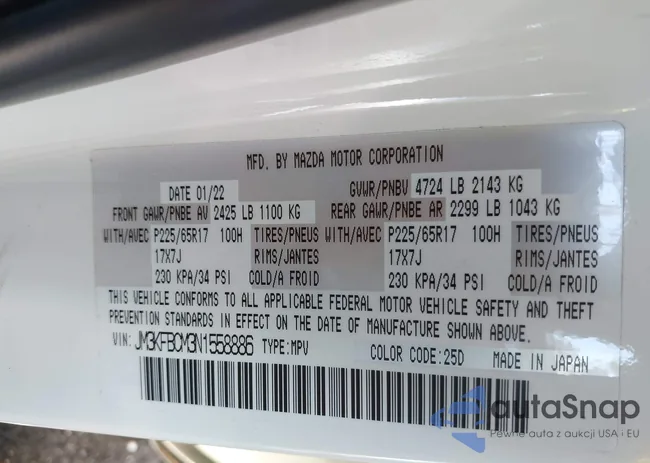 MFD. BY MAZDA MOTOR CORPORATION
DATE 01/22 GVWR/PNBV 4724 LB 2143 KG
FRONT GAWR/PNBE AV 2425 LB 1100 KG REAR GAWR/PNBE AR 2299 LB 1043 KG
WITH/AVEC P225/65R17 100H TIRES/PNEUS WITH/AVEC P225/65R17 100H TIRES/PNEUS
17X7J RIMS/JANTES 17X7J RIMS/JANTES
230 KPA/34 PSI COLD/A FROID 230 KPA/34 PSI COLD/A FROID
THIS VEHICLE CONFORMS TO ALL APPLICABLE FEDERAL MOTOR VEHICLE SAFETY AND THEFT
PREVENTION STANDARDS IN EFFECT ON THE DATE OF MANUFACTURE SHOWN ABOVE.
VIN: JM3KFBCM3N1558886 TYPE:MPV COLOR CODE:25D MADE IN JAPAN
autaSnap
Pewne auta z aukcji USA i EU